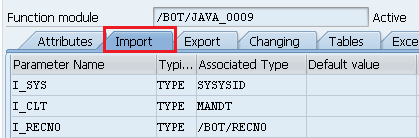 Function module /BOT/JAVA_0009 Active
Attributes Import Export Changing Tables Exce
Parameter Name Typi... Associated Type Default value
I_SYS TYPE SYSYSID
I_CLT TYPE MANDT
I_RECNO TYPE /BOT/RECNO